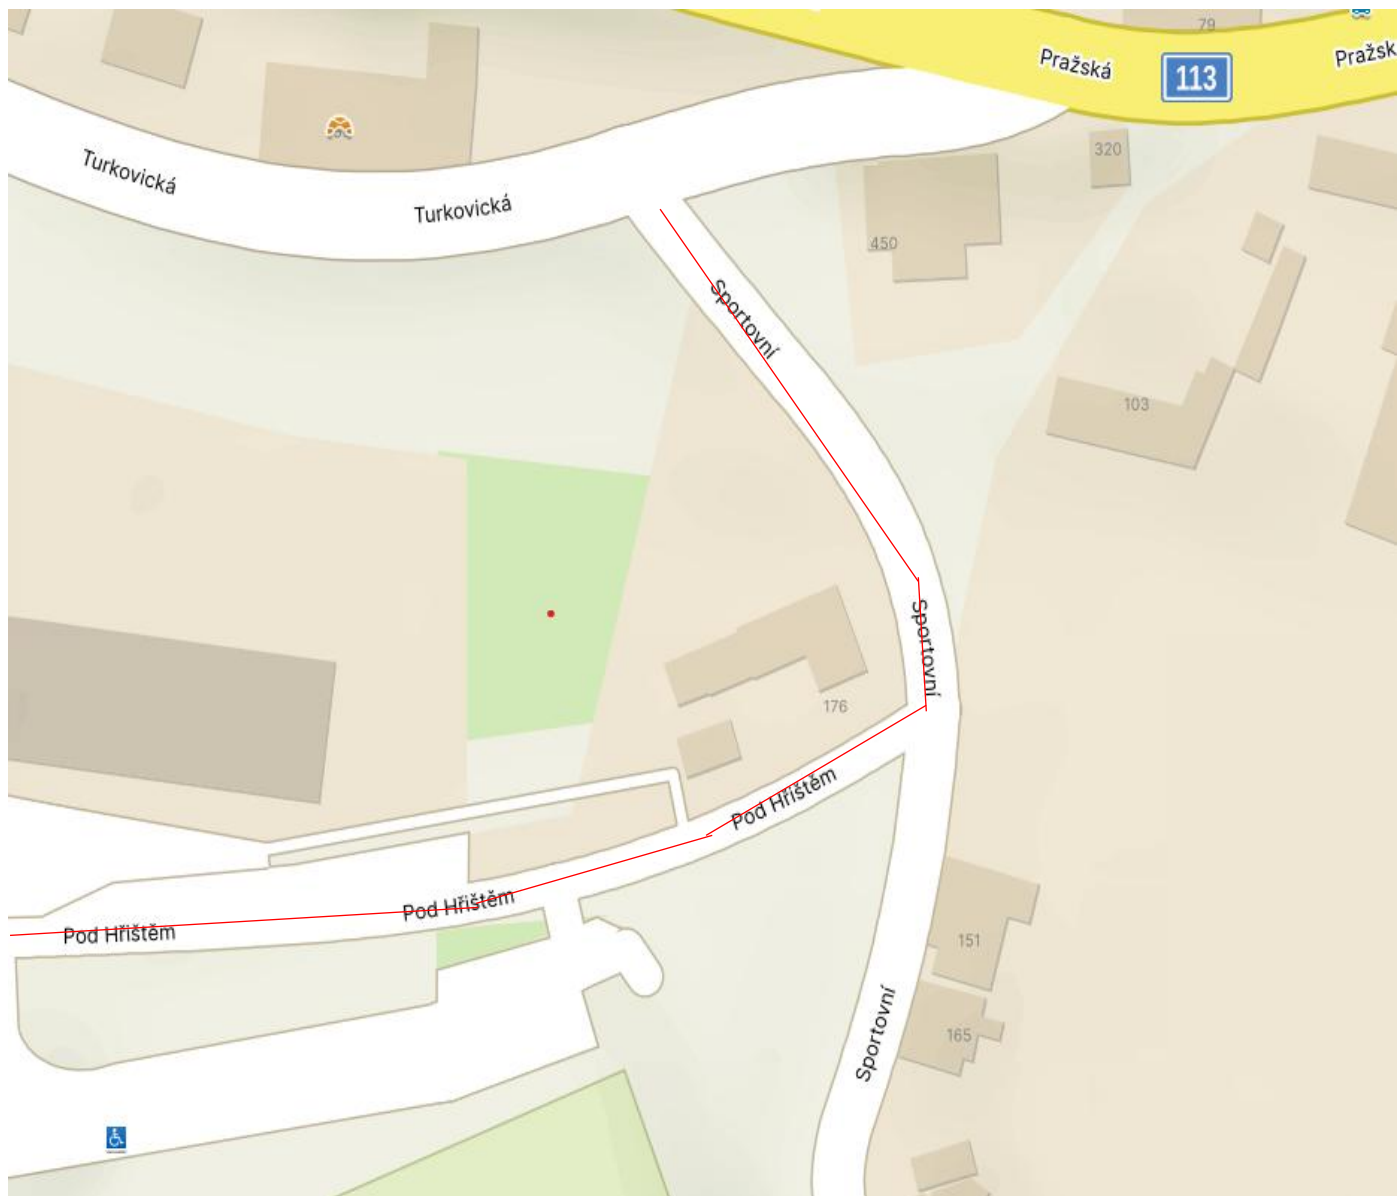 79
Pražská
Pražsk
113
320
Turkovická
Turkovická
450
Sportovní
103
Sportovní
176
Pod Hřištěm
Pod Hřištěm
Pod Hřištěm
151
Sportovní
165